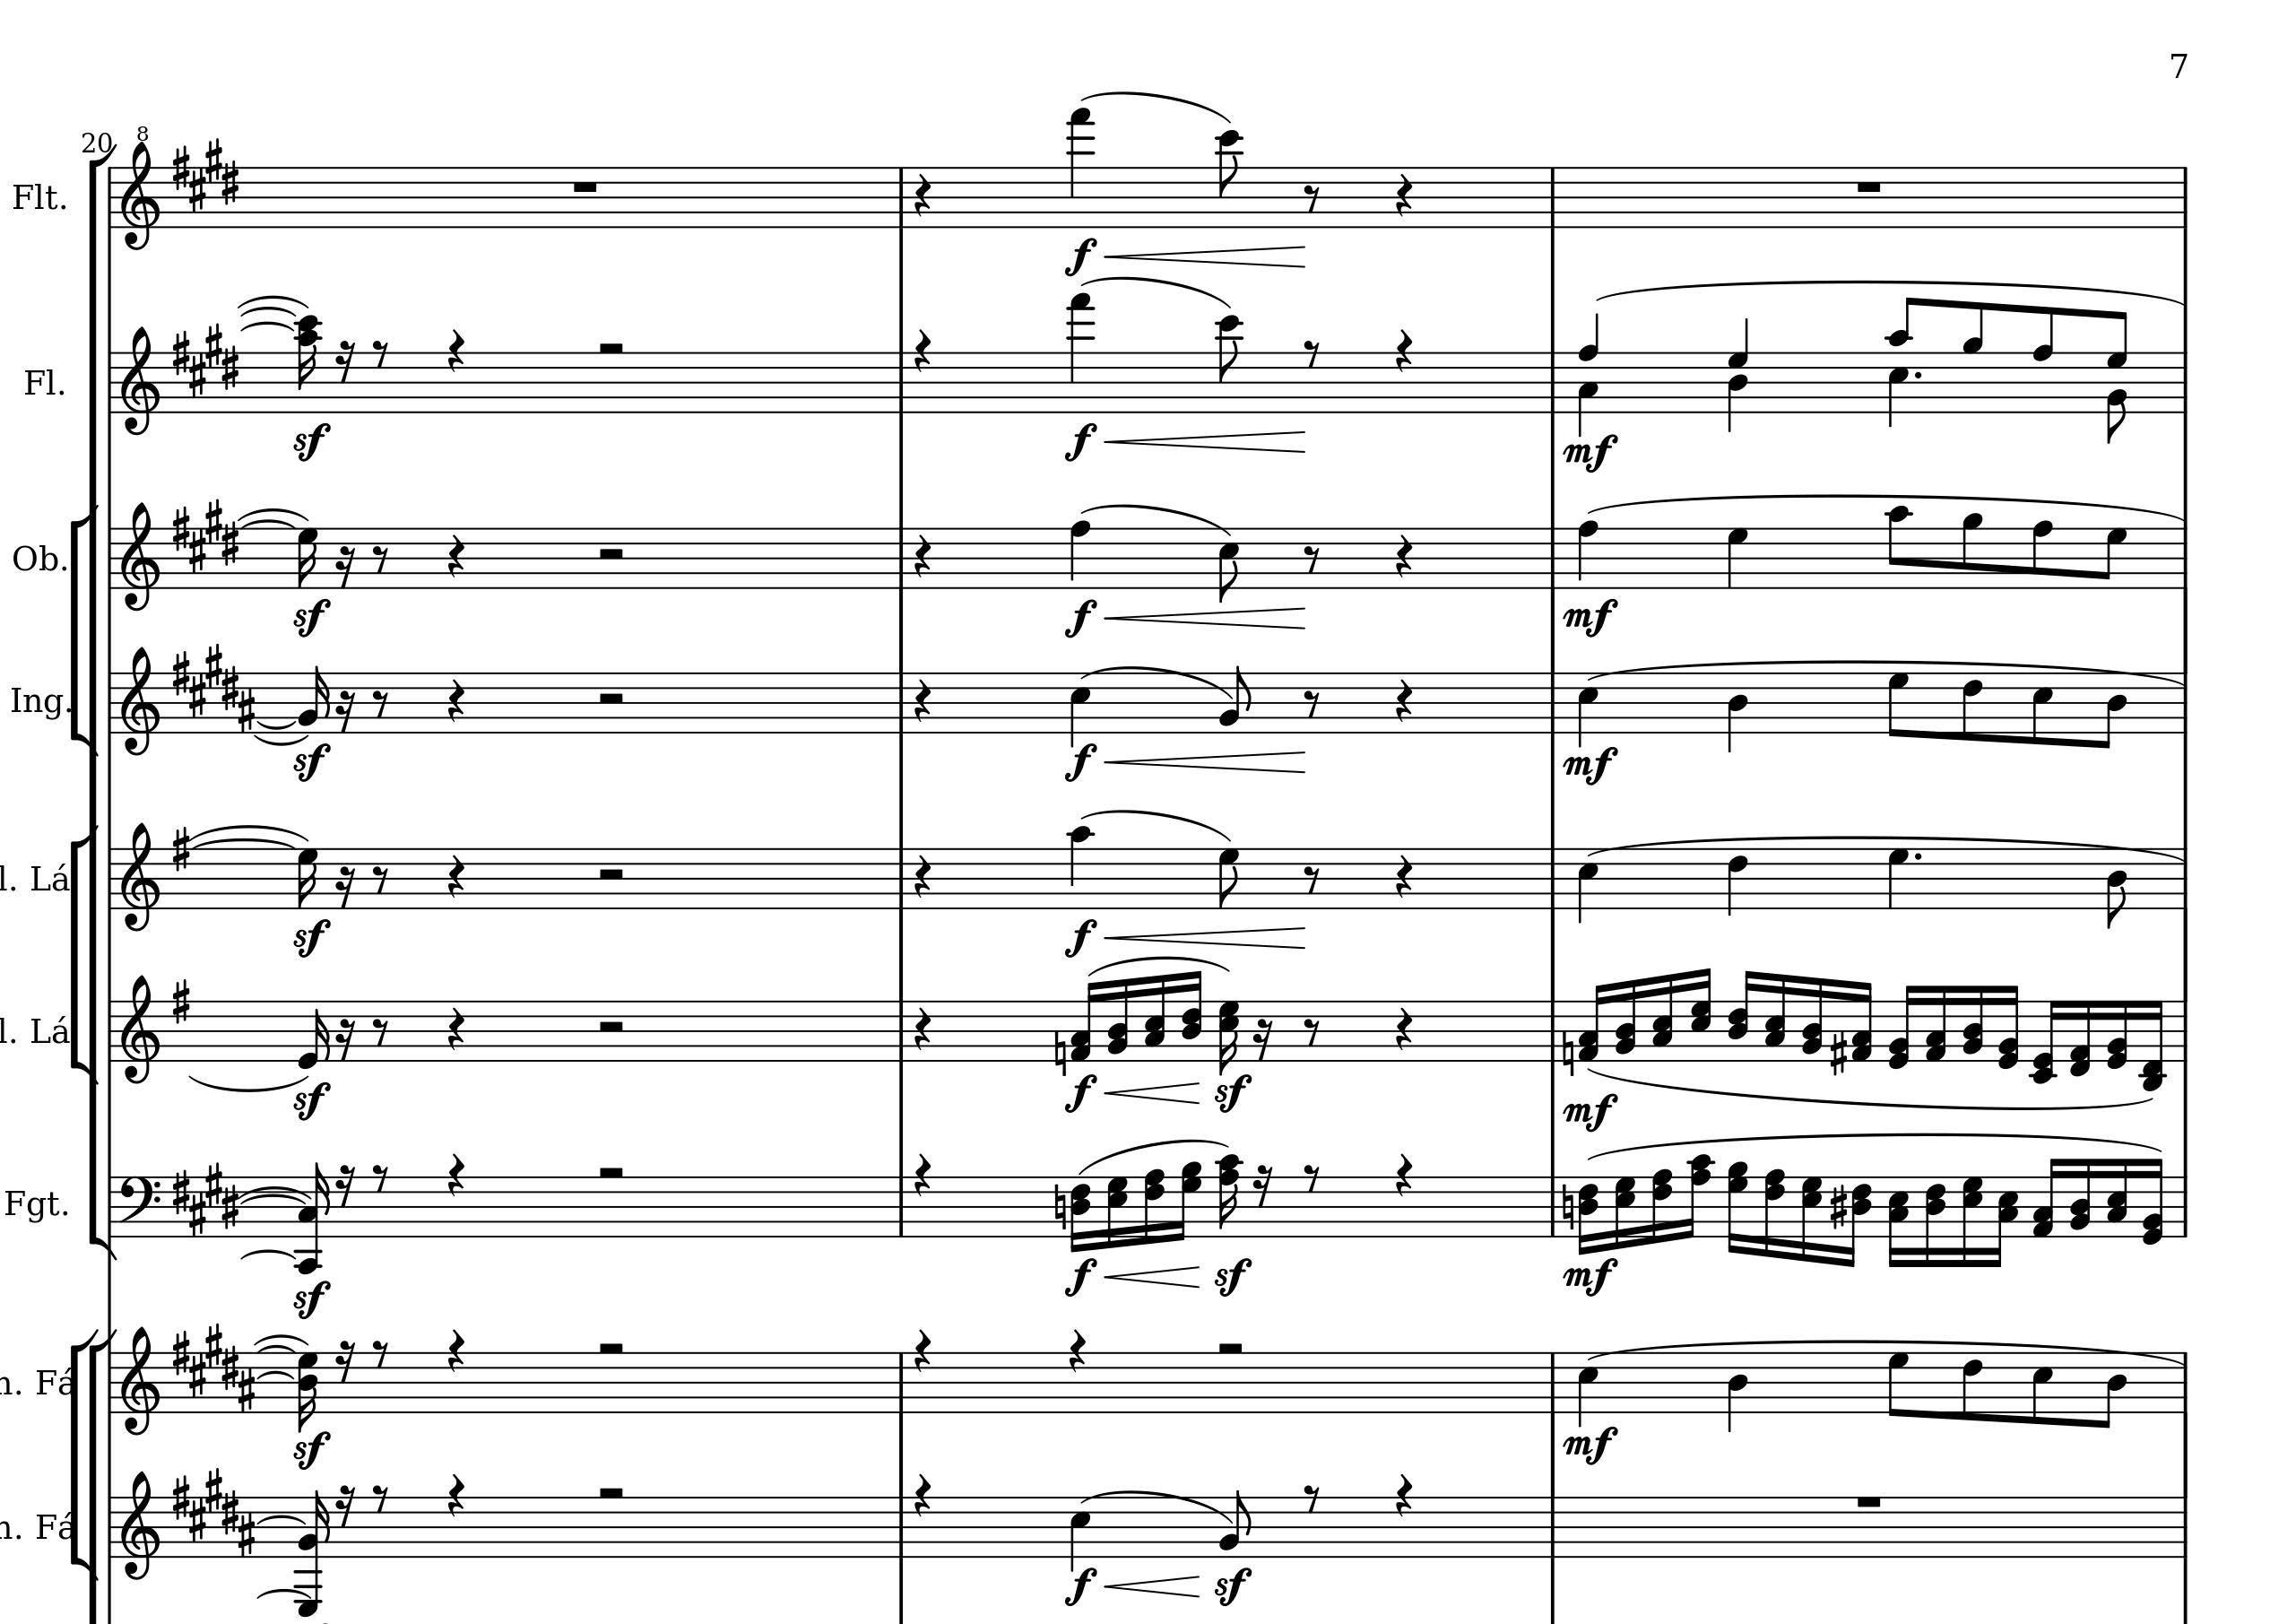 7
20 8
Flt.
f
Fl.
sf f mf
Ob.
sf f mf
Ing.
sf f mf
l. Lá
sf f
l. Lá
sf f sf mf
Fgt.
sf f sf mf
n. Fá
sf mf
n. Fá
f sf